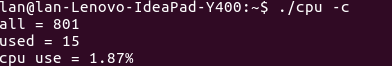 lan@lan-Lenovo-IdeaPad-Y400:~$ ./cpu -c
all = 801
used = 15
cpu use = 1.87%